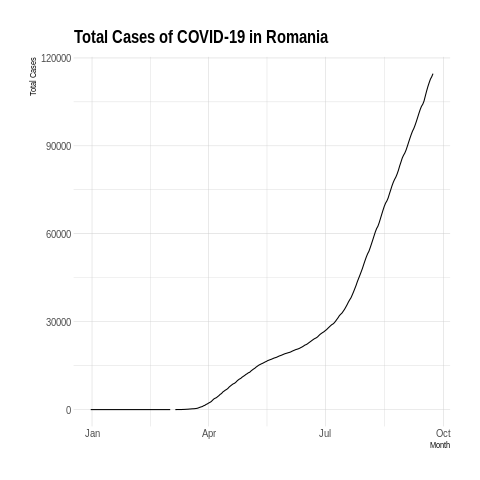 Total Cases of COVID-19 in Romania
Total Cases
120000
90000
60000
30000
0
Jan Apr Jul Oct
Month